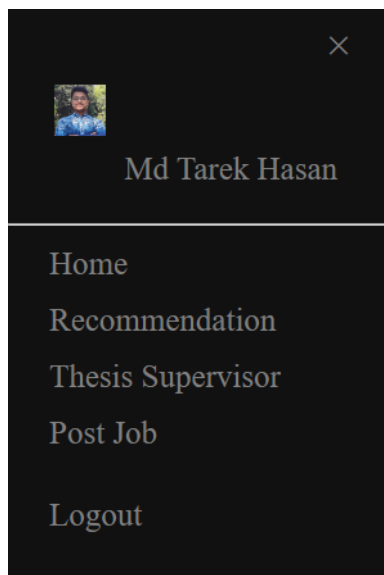 ×
Md Tarek Hasan
Home
Recommendation
Thesis Supervisor
Post Job
Logout